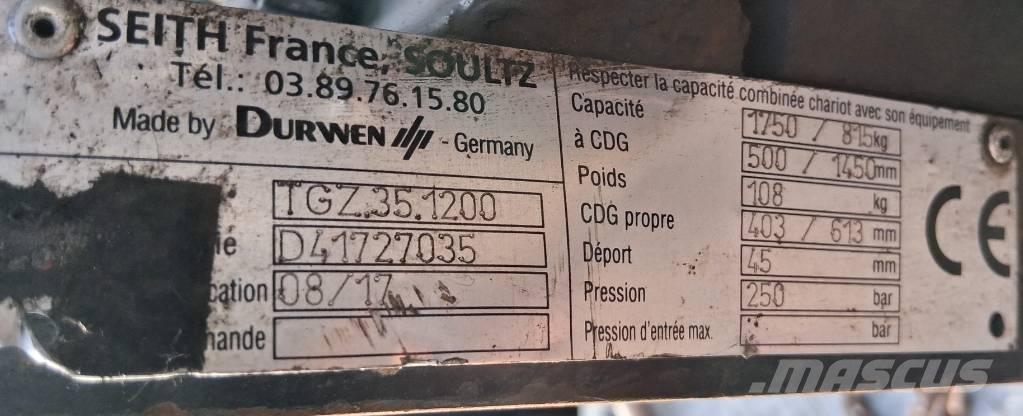 SEITH France, SOULTZ
Tél.: 03.89.76.15.80
Made by DURWEN - Germany
TGZ.35.1200
ié D41727035
cation 08/17
ande
Respecter la capacité combinée chariot avec son équipement
Capacité 1750 / 815 kg
à CDG 500 / 1450 mm
Poids 108 kg
CDG propre 403 / 613 mm
Déport 45 mm
Pression 250 bar
Pression d'entrée max. bar
CE
MASCUS